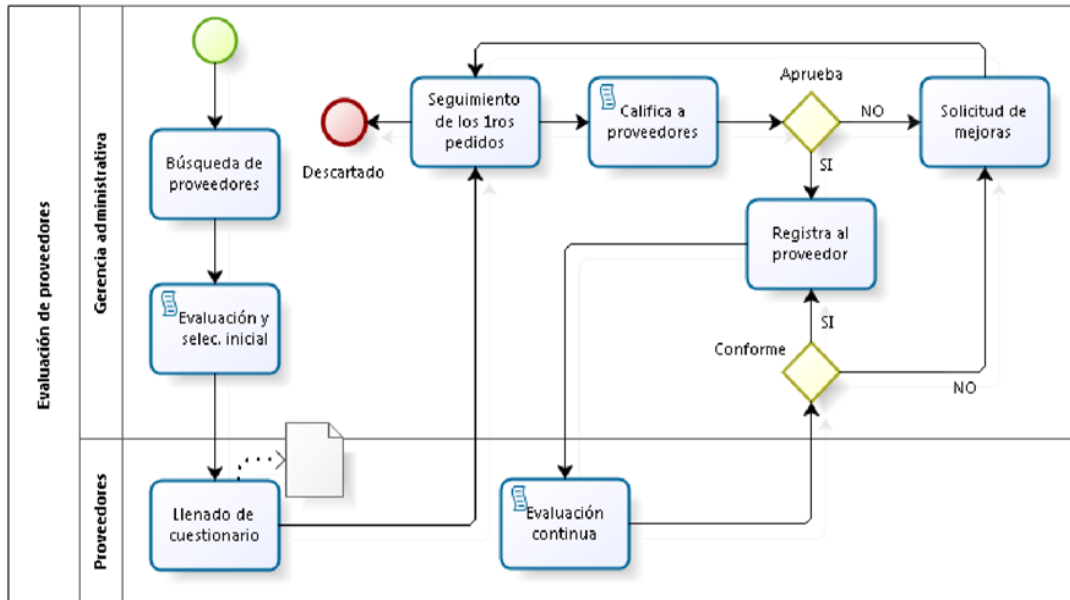 Evaluación de proveedores
Gerencia administrativa
Búsqueda de
proveedores
Evaluación y
selec. inicial
Descartado
Seguimiento
de los 1ros
pedidos
Califica a
proveedores
Aprueba
NO
SI
Solicitud de
mejoras
Registra al
proveedor
SI
Conforme
NO
Proveedores
Llenado de
cuestionario
Evaluación
continua